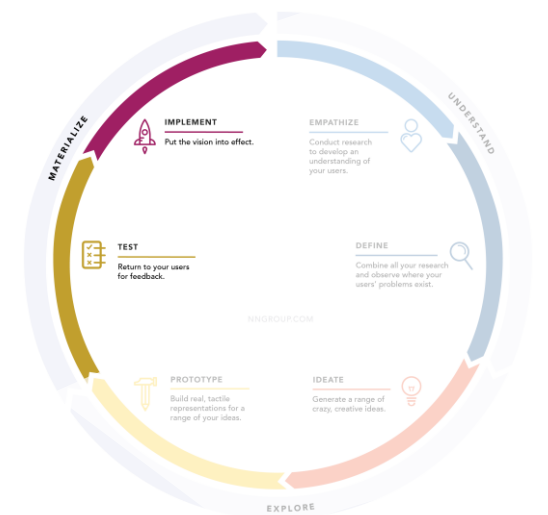 EMPATHIZE
Conduct research
to develop an
understanding of
your users.
UNDERSTAND
DEFINE
Combine all your research
and observe where your
users' problems exist.
IDEATE
Generate a range of
crazy, creative ideas.
EXPLORE
PROTOTYPE
Build real, tactile
representations for a
range of your ideas.
TEST
Return to your users
for feedback.
MATERIALIZE
IMPLEMENT
Put the vision into effect.
NNGROUP.COM